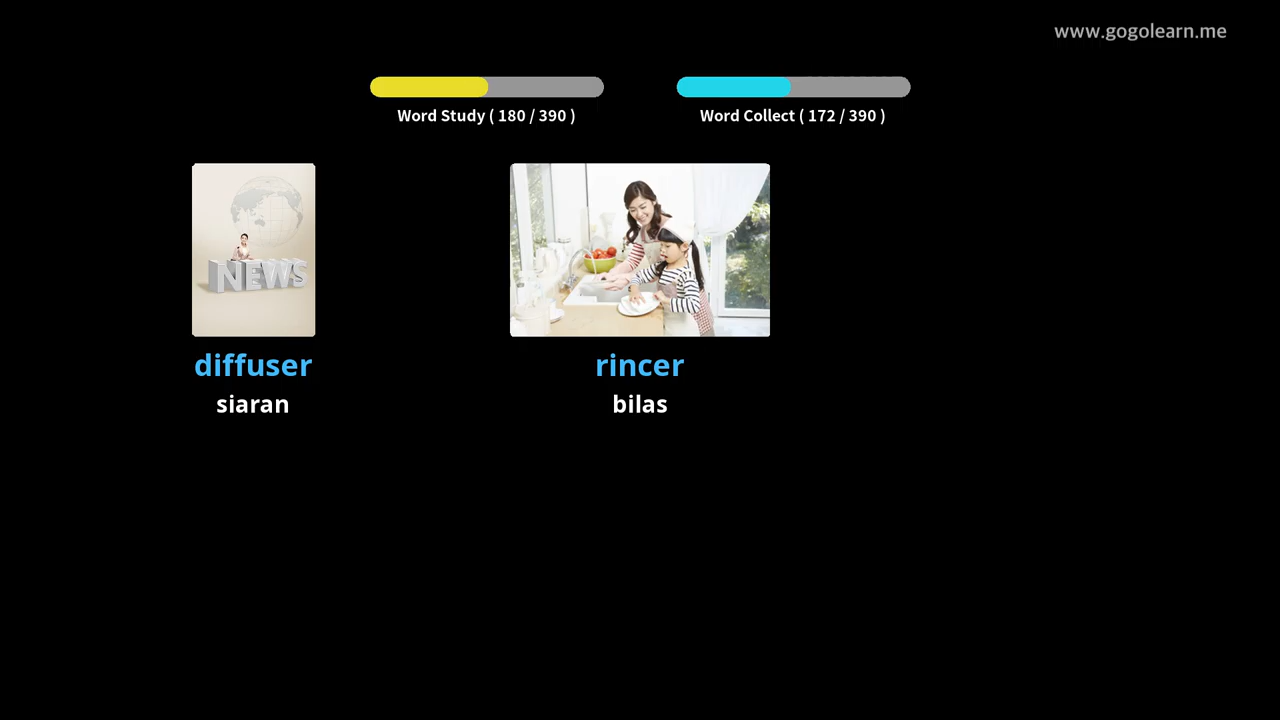 www.gogolearn.me
Word Study ( 180 / 390 )
Word Collect ( 172 / 390 )
NEWS
diffuser
siaran
rincer
bilas